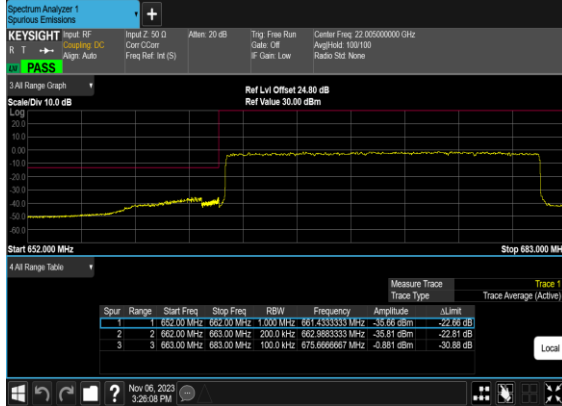 Spectrum Analyzer 1
Spurious Emissions
+
KEYSIGHT Input: RF Input Z: 50 Ω Atten: 20 dB Trig: Free Run Center Freq: 22.005000000 GHz
R T Coupling: DC Corr CCorr Gate: Off Avg|Hold: 100/100
Align: Auto Freq Ref: Int (S) IF Gain: Low Radio Std: None
PASS
3 All Range Graph
Ref Lvl Offset 24.80 dB
Scale/Div 10.0 dB Ref Value 30.00 dBm
Log
20.0
10.0
0.00
-10.0
-20.0
-30.0
-40.0
-50.0
-60.0
Start 652.000 MHz Stop 683.000 MH
4 All Range Table
Measure Trace Trace 1
Trace Type Trace Average (Active)
Spur Range Start Freq Stop Freq RBW Frequency Amplitude ΔLimit
1 1 652.00 MHz 662.00 MHz 1.000 MHz 661.4333333 MHz -35.66 dBm -22.66 dB
2 2 662.00 MHz 663.00 MHz 200.0 kHz 662.9883333 MHz -35.81 dBm -22.81 dB
3 3 663.00 MHz 683.00 MHz 100.0 kHz 675.6666667 MHz -0.881 dBm -30.88 dB
Local
?
Nov 06, 2023
3:26:08 PM